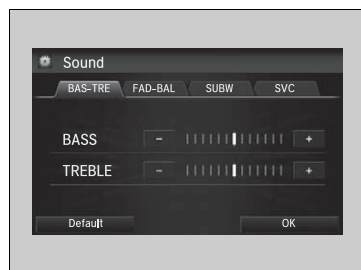 Sound
BAS-TRE FAD-BAL SUBW SVC
BASS - +
TREBLE - +
Default OK